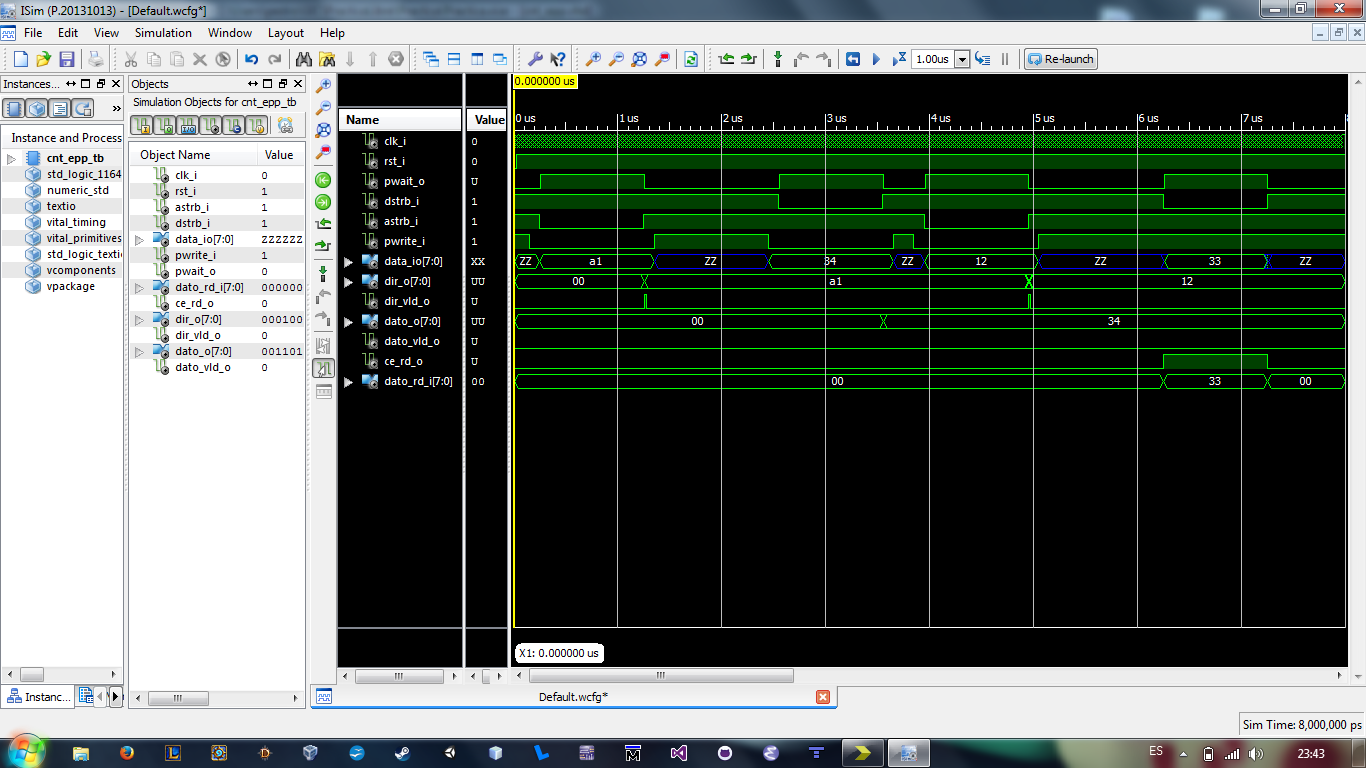 ISim (P.20131013) - [Default.wcfg*]
File Edit View Simulation Window Layout Help
1.00us Re-launch
Instances...
Instance and Process
cnt_epp_tb
std_logic_1164
numeric_std
textio
vital_timing
vital_primitives
std_logic_textio
vcomponents
vpackage
Instanc...
Objects
Simulation Objects for cnt_epp_tb
Object Name Value
clk_i 0
rst_i 1
astrb_i 1
dstrb_i 1
data_io[7:0] ZZZZZZ
pwrite_i 1
pwait_o 0
dato_rd_i[7:0] 000000
ce_rd_o 0
dir_o[7:0] 000100
dir_vld_o 0
dato_o[7:0] 001101
dato_vld_o 0
0.000000 us
Name Value 0 us 1 us 2 us 3 us 4 us 5 us 6 us 7 us 8
clk_i 0
rst_i 0
pwait_o U
dstrb_i 1
astrb_i 1
pwrite_i 1
data_io[7:0] XX ZZ a1 ZZ 34 ZZ 12 ZZ 33 ZZ
dir_o[7:0] UU 00 a1 12
dir_vld_o U
dato_o[7:0] UU 00 34
dato_vld_o U
ce_rd_o U
dato_rd_i[7:0] 00 00 33 00
X1: 0.000000 us
Default.wcfg*
Sim Time: 8,000,000 ps
ES 23:43